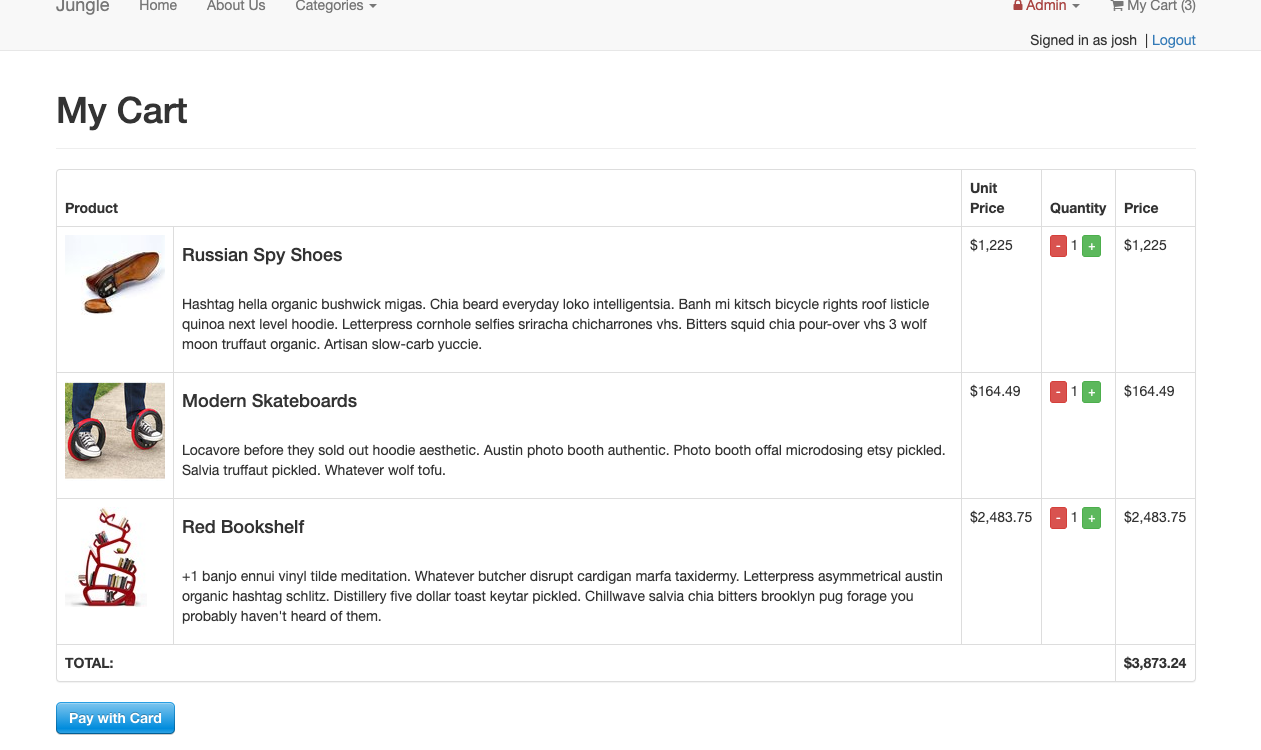 Jungle Home About Us Categories Admin My Cart (3)
Signed in as josh | Logout
My Cart
Product Unit Price Quantity Price
Russian Spy Shoes $1,225 - 1 + $1,225
Hashtag hella organic bushwick migas. Chia beard everyday loko intelligentsia. Banh mi kitsch bicycle rights roof listicle
quinoa next level hoodie. Letterpress cornhole selfies sriracha chicharrones vhs. Bitters squid chia pour-over vhs 3 wolf
moon truffaut organic. Artisan slow-carb yuccie.
Modern Skateboards $164.49 - 1 + $164.49
Locavore before they sold out hoodie aesthetic. Austin photo booth authentic. Photo booth offal microdosing etsy pickled.
Salvia truffaut pickled. Whatever wolf tofu.
Red Bookshelf $2,483.75 - 1 + $2,483.75
+1 banjo ennui vinyl tilde meditation. Whatever butcher disrupt cardigan marfa taxidermy. Letterpress asymmetrical austin
organic hashtag schlitz. Distillery five dollar toast keytar pickled. Chillwave salvia chia bitters brooklyn pug forage you
probably haven't heard of them.
TOTAL: $3,873.24
Pay with Card